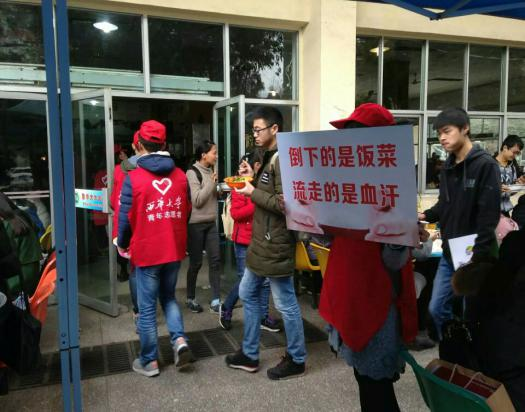 倒下的是饭菜
流走的是血汗
西华大学
青年志愿者